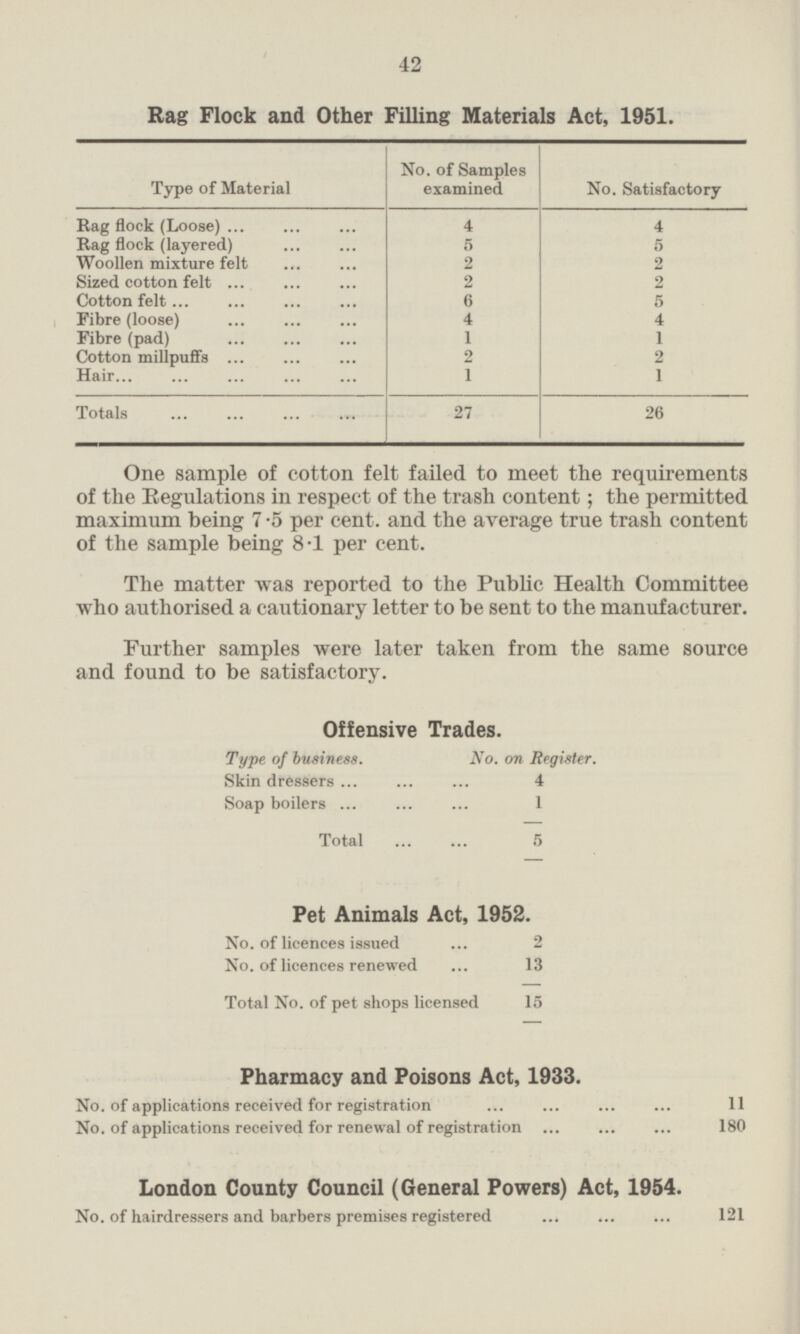 42
Rag Flock and Other Filling Materials Act, 1951.
Type of Material No. of Samples examined No. Satisfactory
Rag flock (Loose) ... ... ... 4 4
Rag flock (layered) ... ... 5 5
Woollen mixture felt ... ... 2 2
Sized cotton felt ... ... ... 2 2
Cotton felt ... ... ... ... 6 5
Fibre (loose) ... ... ... 4 4
Fibre (pad) ... ... ... 1 1
Cotton millpuffs ... ... ... 2 2
Hair... ... ... ... ... 1 1
Totals ... ... ... ... 27 26
One sample of cotton felt failed to meet the requirements
of the Regulations in respect of the trash content ; the permitted
maximum being 7·5 per cent. and the average true trash content
of the sample being 8·1 per cent.
The matter was reported to the Public Health Committee
who authorised a cautionary letter to be sent to the manufacturer.
Further samples were later taken from the same source
and found to be satisfactory.
Offensive Trades.
Type of business. No. on Register.
Skin dressers ... ... ... 4
Soap boilers ... ... ... 1
Total ... ... 5
Pet Animals Act, 1952.
No. of licences issued ... 2
No. of licences renewed ... 13
Total No. of pet shops licensed 15
Pharmacy and Poisons Act, 1933.
No. of applications received for registration ... ... ... ... 11
No. of applications received for renewal of registration ... ... ... 180
London County Council (General Powers) Act, 1954.
No. of hairdressers and barbers premises registered ... ... ... 121